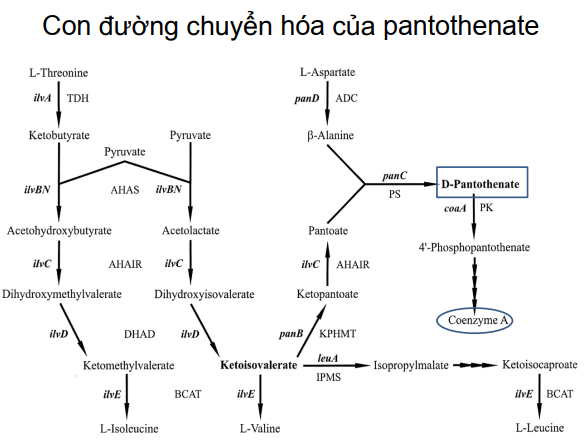 Con đường chuyển hóa của pantothenate
L-Threonine
L-Aspartate
ilvA TDH
panD ADC
Ketobutyrate
Pyruvate
Pyruvate
β-Alanine
ilvBN
AHAS
ilvBN
panC
PS
D-Pantothenate
coaA PK
Acetohydroxybutyrate
Acetolactate
Pantoate
4'-Phosphopantothenate
ilvC
AHAIR
ilvC
ilvC AHAIR
Dihydroxymethylvalerate
Dihydroxyisovalerate
Ketopantoate
Coenzyme A
ilvD
DHAD
ilvD
panB KPHMT
Ketomethylvalerate
Ketoisovalerate
leuA
IPMS
Isopropylmalate
Ketoisocaproate
ilvE
BCAT
ilvE
ilvE BCAT
L-Isoleucine
L-Valine
L-Leucine